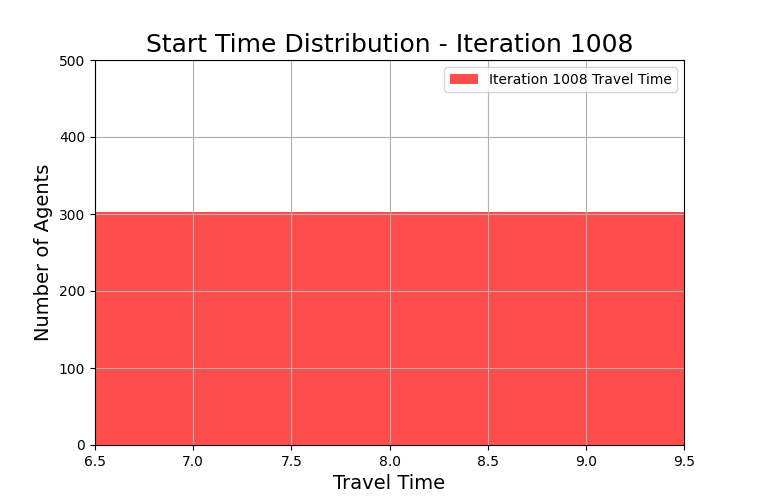 Start Time Distribution - Iteration 1008
500
400
300
200
100
0
Number of Agents
Iteration 1008 Travel Time
6.5 7.0 7.5 8.0 8.5 9.0 9.5
Travel Time